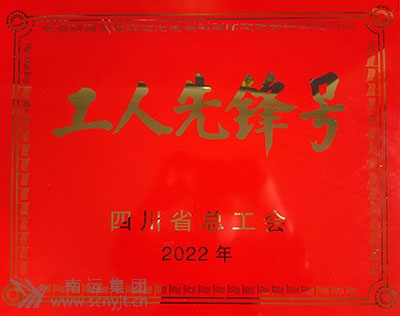 工人先锋号
四川省总工会
2022年
南运集团
www.scnyjt.cn